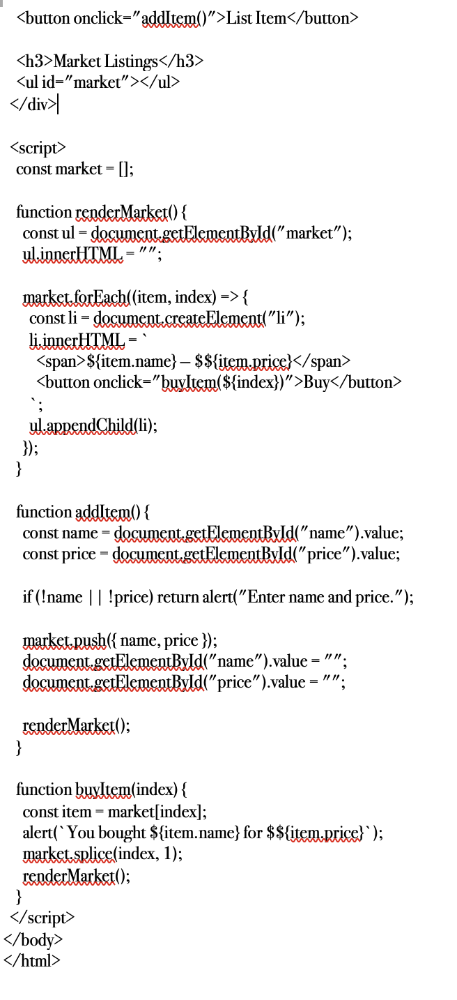 <button onclick="addItem()">List Item</button>
<h3>Market Listings</h3>
<ul id="market"></ul>
</div>
<script>
const market = [];
function renderMarket() {
const ul = document.getElementById("market");
ul.innerHTML = "";
market.forEach((item, index) => {
const li = document.createElement("li");
li.innerHTML = `
<span>${item.name} – $${item.price}</span>
<button onclick="buyItem(${index})">Buy</button>
`;
ul.appendChild(li);
});
}
function addItem() {
const name = document.getElementById("name").value;
const price = document.getElementById("price").value;
if (!name || !price) return alert("Enter name and price.");
market.push({ name, price });
document.getElementById("name").value = "";
document.getElementById("price").value = "";
renderMarket();
}
function buyItem(index) {
const item = market[index];
alert(`You bought ${item.name} for $${item.price}`);
market.splice(index, 1);
renderMarket();
}
</script>
</body>
</html>